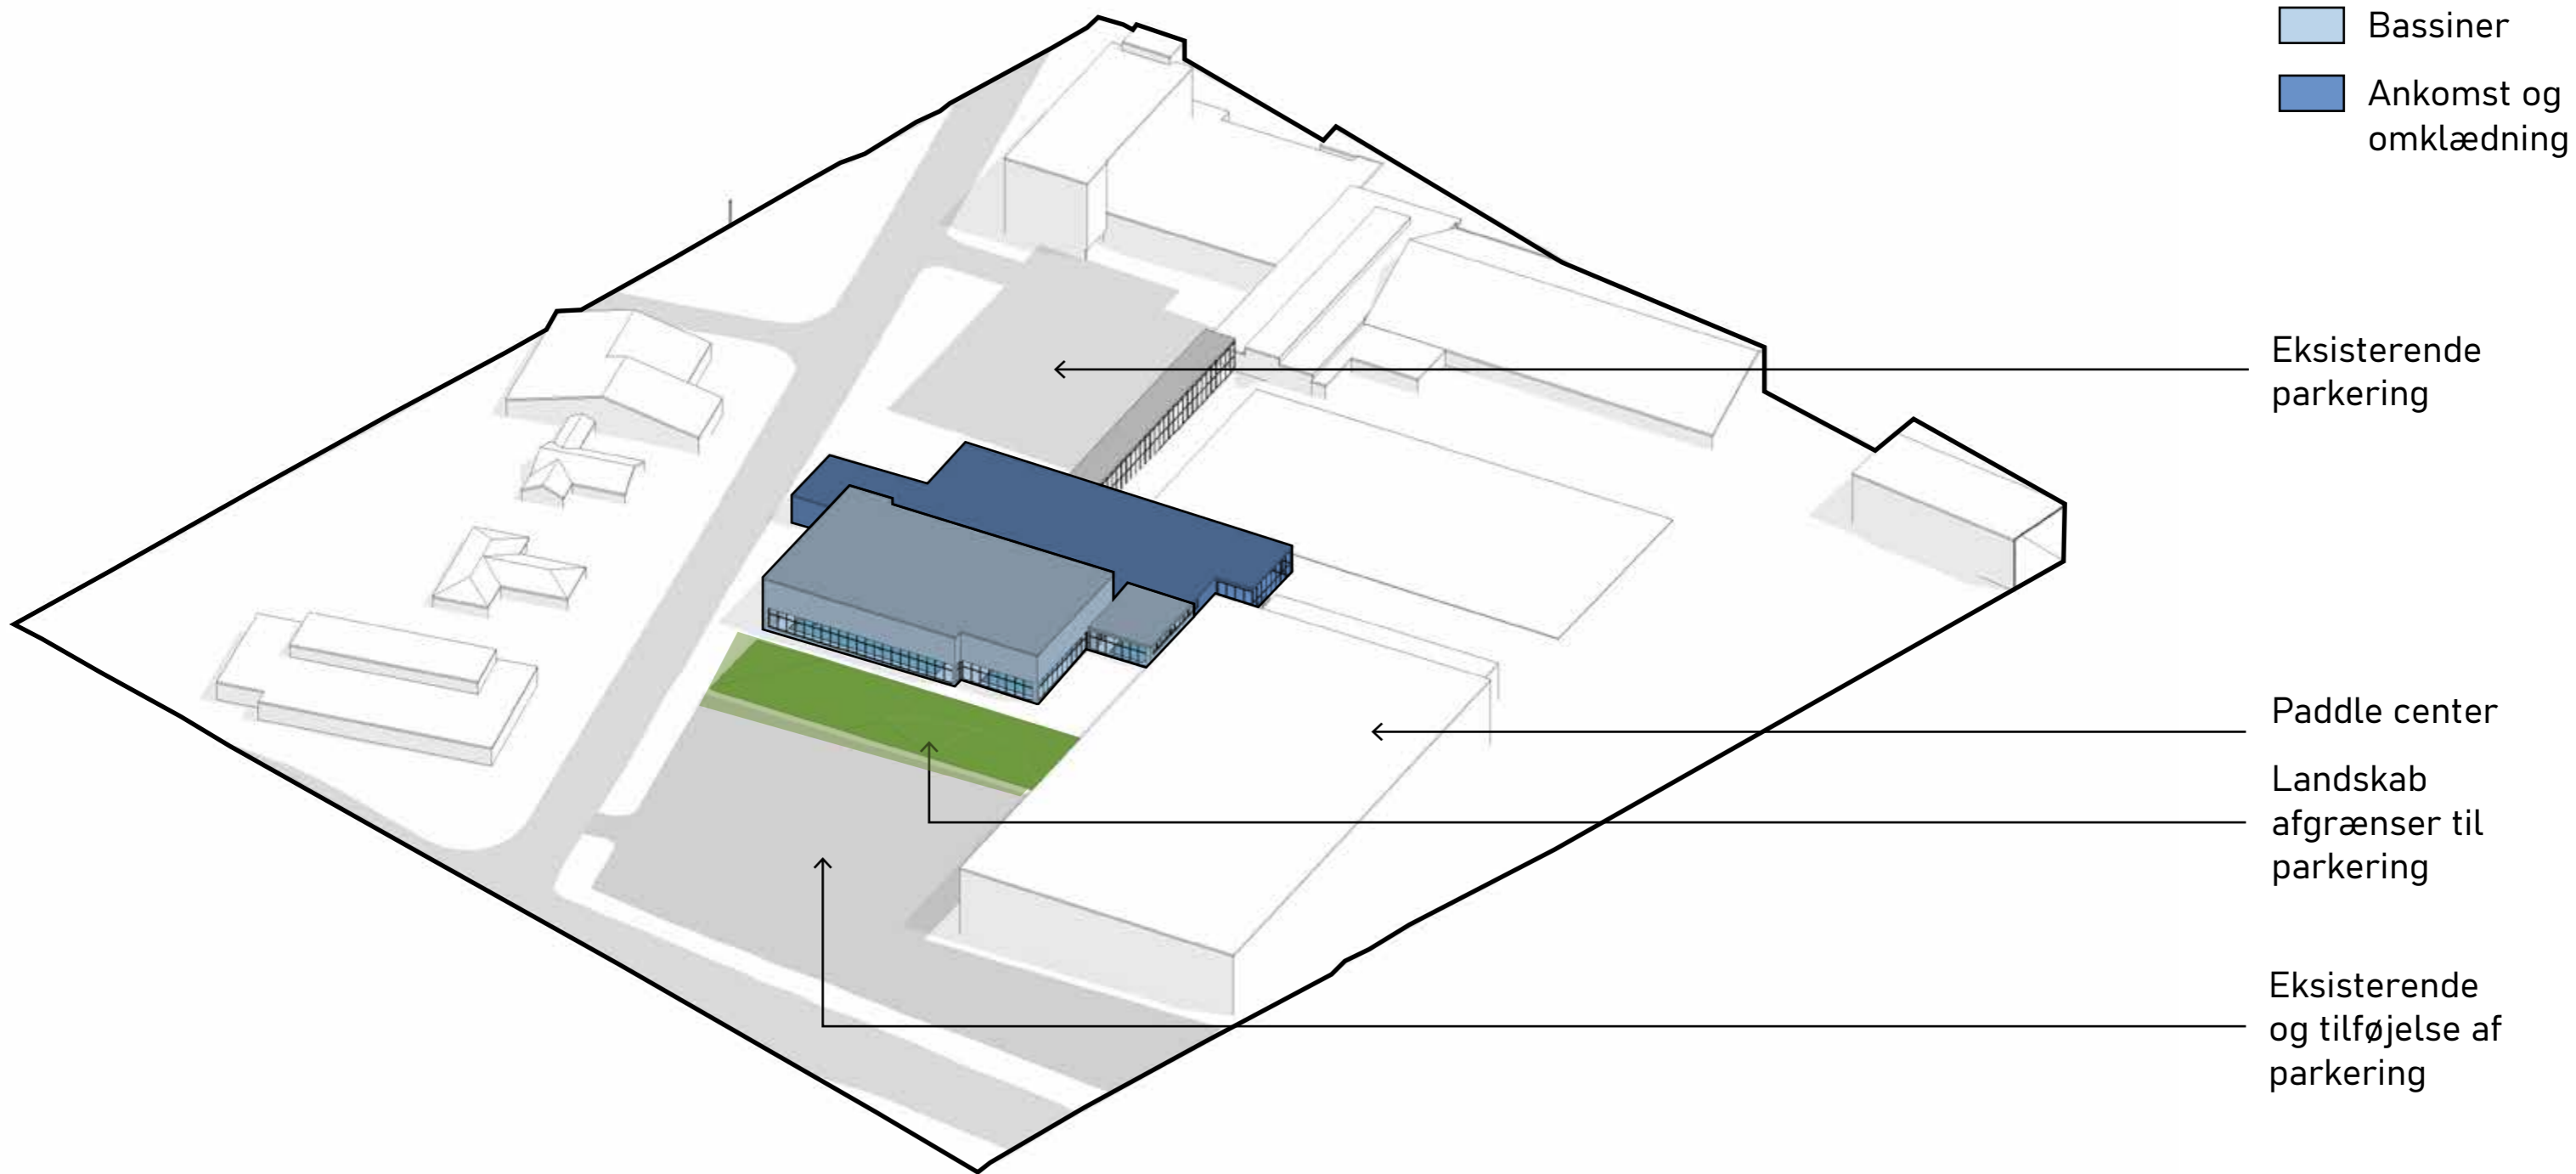 Bassiner
Ankomst og
omklædning
Eksisterende
parkering
Paddle center
Landskab
afgrænser til
parkering
Eksisterende
og tilføjelse af
parkering